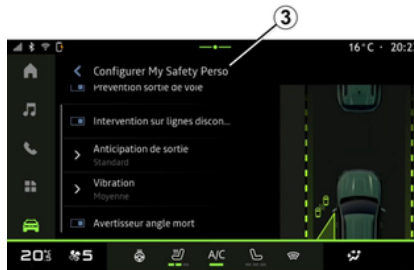 3
16°C · 20:2
Configurer My Safety Perso
Prévention sortie de voie
Intervention sur lignes discon...
Anticipation de sortie
Standard
Vibration
Moyenne
Avertisseur angle mort
20 5 5 A/C